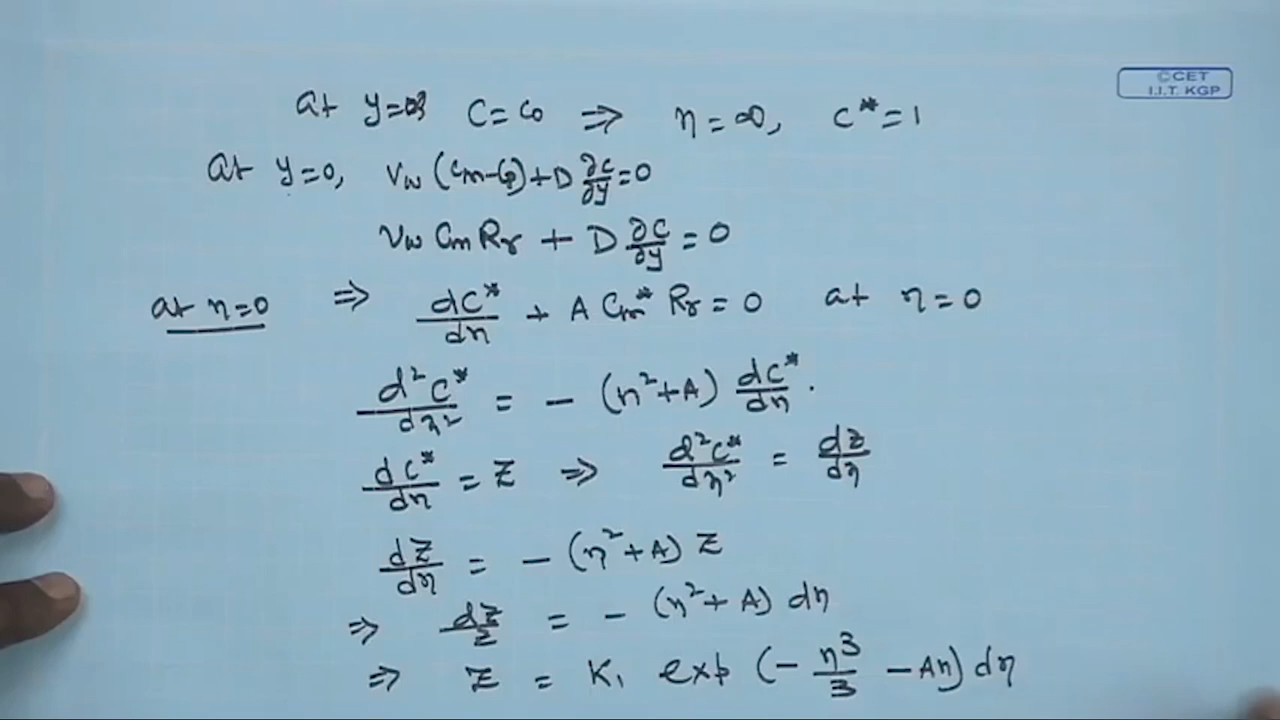 ©CET
I.I.T. KGP
at y=∞ C=C₀ ⇒ η=∞, C*=1
at y=0, Vw (Cm-Cp)+D ∂C/∂y=0
Vw Cm Rr + D ∂C/∂y = 0
at η=0 ⇒ dC*/dη + A Cm* Rr = 0 at η=0
d²C*/dη² = - (η²+A) dC*/dη.
dC*/dη = Z ⇒ d²C*/dη² = dZ/dη
dZ/dη = - (η²+A) Z
⇒ dZ/Z = - (η²+A) dη
⇒ Z = K₁ exp (- η³/3 - Aη) dη